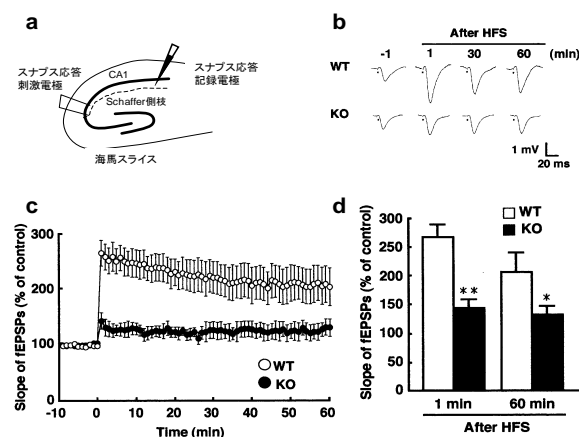 a
スナプス応答
刺激電極
CA1
Schaffer側枝
スナプス応答
記録電極
海馬スライス
b
After HFS
-1 1 30 60 (min)
WT
KO
1 mV
20 ms
c
Slope of fEPSPs (% of control)
300
200
100
0
-10 0 10 20 30 40 50 60
Time (min)
WT
KO
d
Slope of fEPSPs (% of control)
300
250
200
150
100
50
0
WT
KO
**
*
1 min 60 min
After HFS